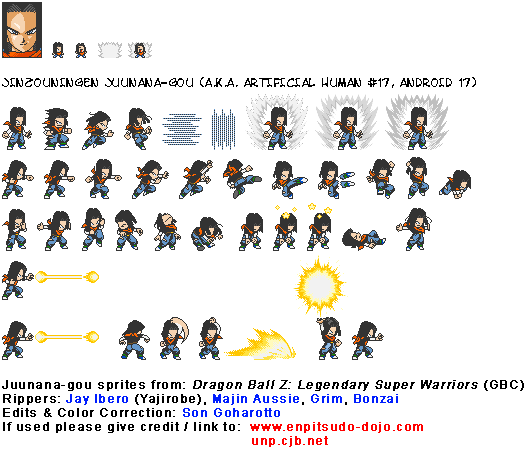 JINZOUNINGEN JUUNANA-GOU (A.K.A. ARTIFICIAL HUMAN #17, ANDROID 17)
Juunana-gou sprites from: Dragon Ball Z: Legendary Super Warriors (GBC)
Rippers: Jay Ibero (Yajirobe), Majin Aussie, Grim, Bonzai
Edits & Color Correction: Son Goharotto
If used please give credit / link to: www.enpitsudo-dojo.com
unp.cjb.net